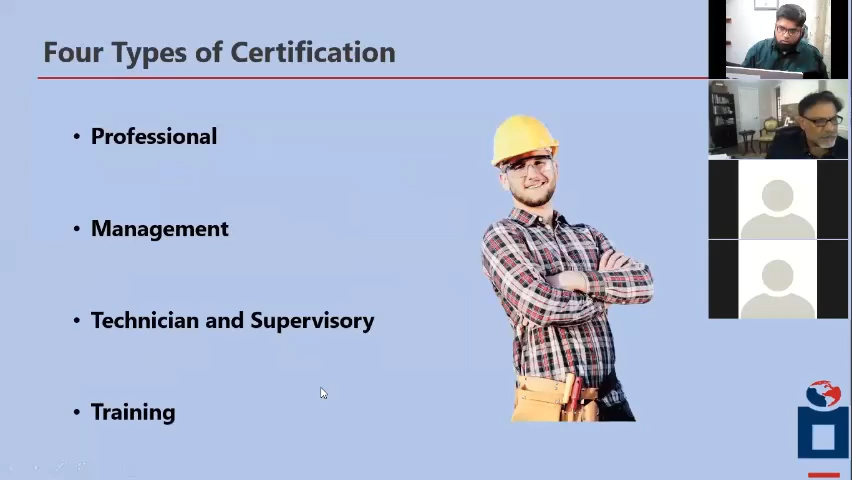 Four Types of Certification
• Professional
• Management
• Technician and Supervisory
• Training